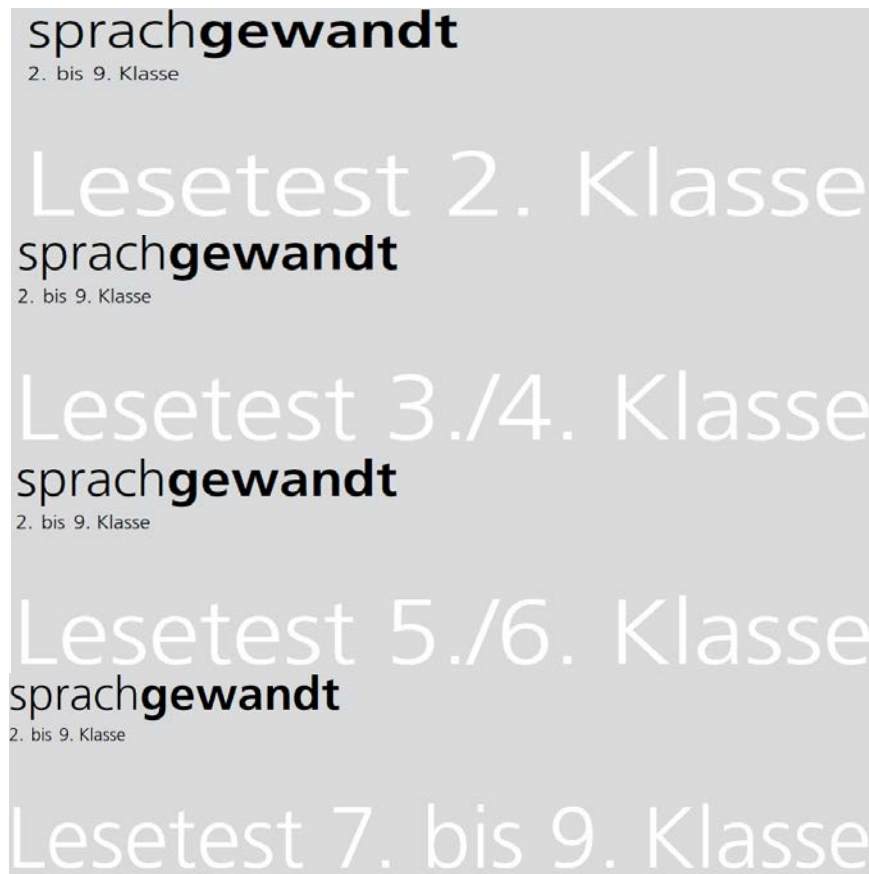 sprachgewandt
2. bis 9. Klasse
Lesetest 2. Klasse
sprachgewandt
2. bis 9. Klasse
Lesetest 3./4. Klasse
sprachgewandt
2. bis 9. Klasse
Lesetest 5./6. Klasse
sprachgewandt
2. bis 9. Klasse
Lesetest 7. bis 9. Klasse